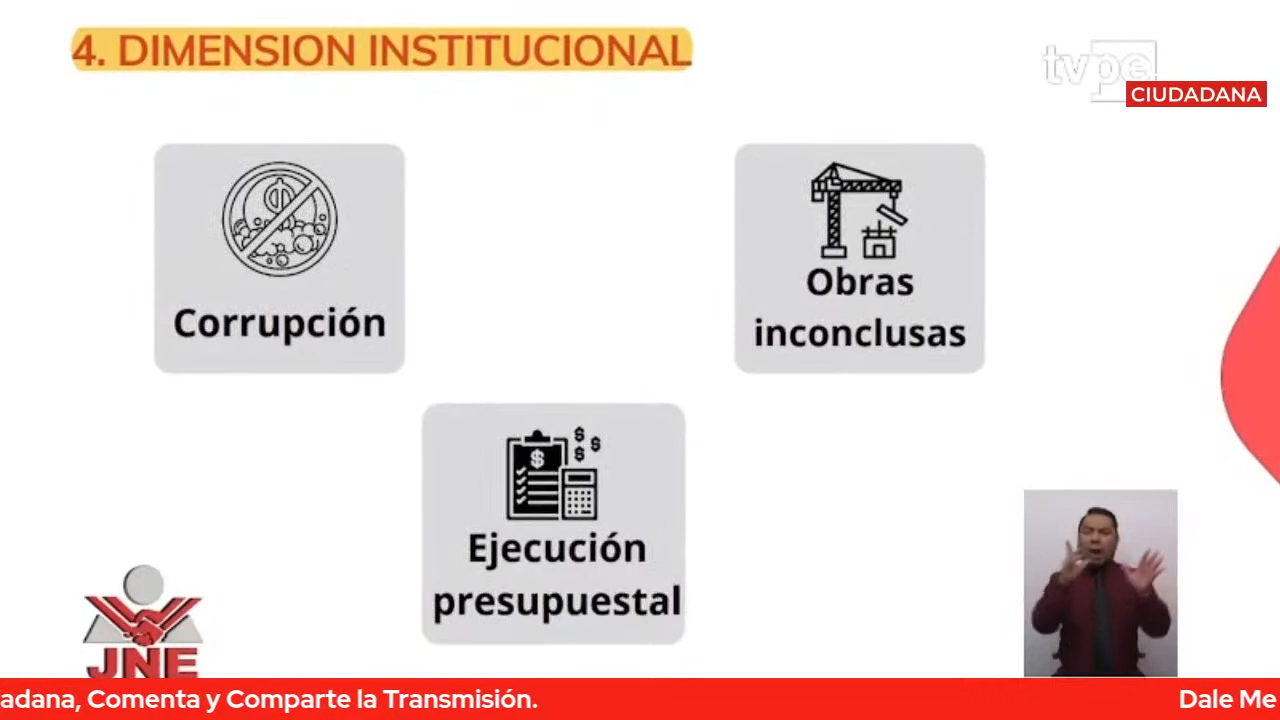 4. DIMENSION INSTITUCIONAL
tvpe
CIUDADANA
Corrupción
Obras
inconclusas
Ejecución
presupuestal
JNE
adana, Comenta y Comparte la Transmisión.
Dale Me